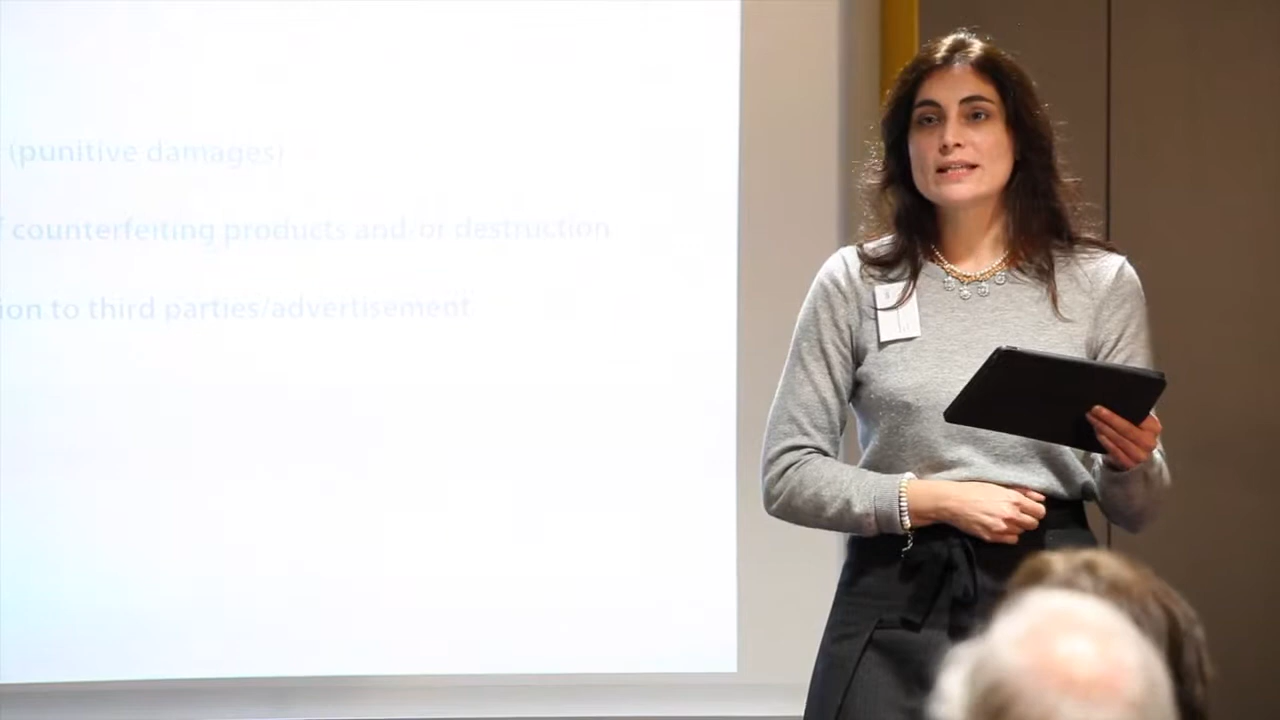 (punitive damages)
f counterfeiting products and/or destruction
ion to third parties/advertisement